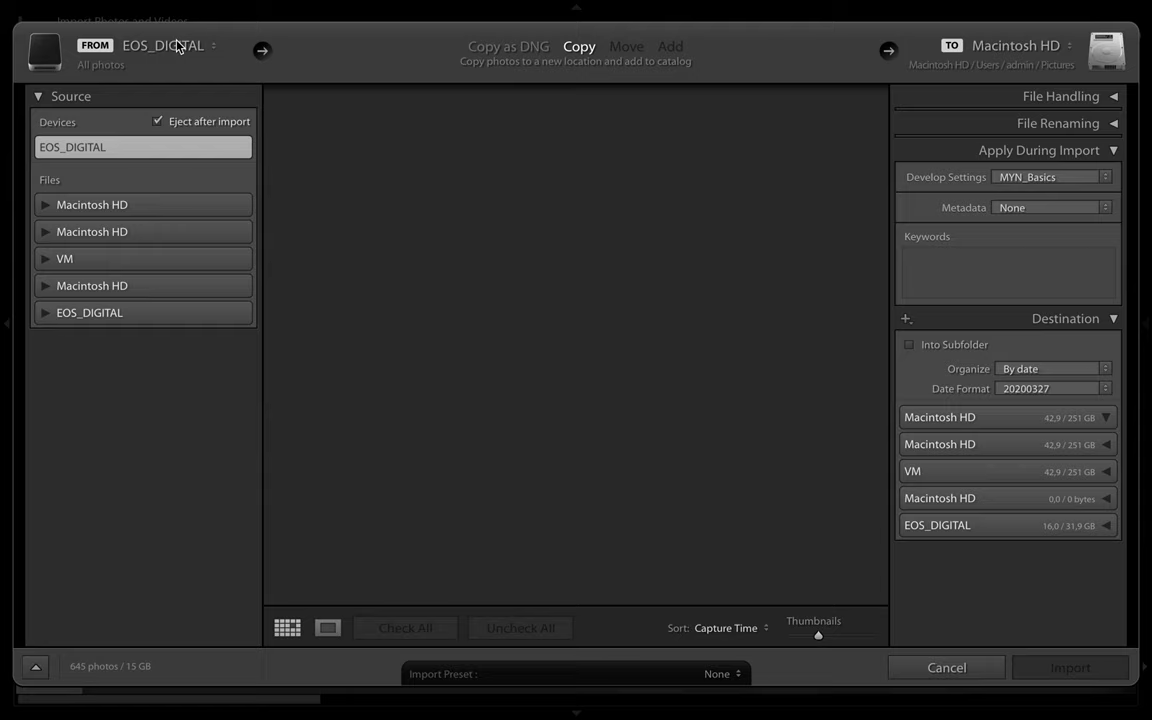 Import Photos and Videos
FROM EOS_DIGITAL
All photos
Copy as DNG Copy Move Add
Copy photos to a new location and add to catalog
TO Macintosh HD
Macintosh HD / Users / admin / Pictures
Source
Devices Eject after import
EOS_DIGITAL
Files
Macintosh HD
Macintosh HD
VM
Macintosh HD
EOS_DIGITAL
File Handling
File Renaming
Apply During Import
Develop Settings MYN_Basics
Metadata None
Keywords
Destination
Into Subfolder
Organize By date
Date Format 20200327
Macintosh HD 42,9 / 251 GB
Macintosh HD 42,9 / 251 GB
VM 42,9 / 251 GB
Macintosh HD 0,0 / 0 bytes
EOS_DIGITAL 16,0 / 31,9 GB
Check All Uncheck All Sort: Capture Time Thumbnails
645 photos / 15 GB
Import Preset : None
Cancel Import